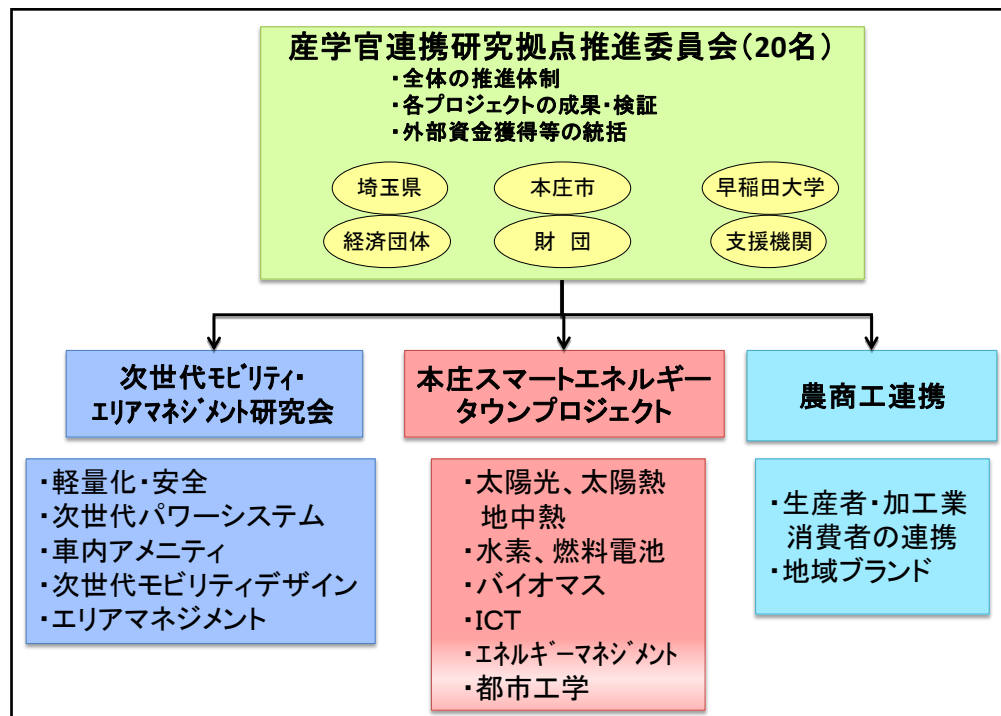 産学官連携研究拠点推進委員会(20名)
・全体の推進体制
・各プロジェクトの成果・検証
・外部資金獲得等の統括
埼玉県
本庄市
早稲田大学
経済団体
財 団
支援機関
次世代ﾓﾋﾞﾘﾃｨ・
ｴﾘｱﾏﾈｼﾞﾒﾝﾄ研究会
・軽量化・安全
・次世代パワーシステム
・車内アメニティ
・次世代モビリティデザイン
・エリアマネジメント
本庄スマートエネルギー
タウンプロジェクト
・太陽光、太陽熱
地中熱
・水素、燃料電池
・バイオマス
・ICT
・ｴﾈﾙｷﾞｰﾏﾈｼﾞﾒﾝﾄ
・都市工学
農商工連携
・生産者・加工業
消費者の連携
・地域ブランド